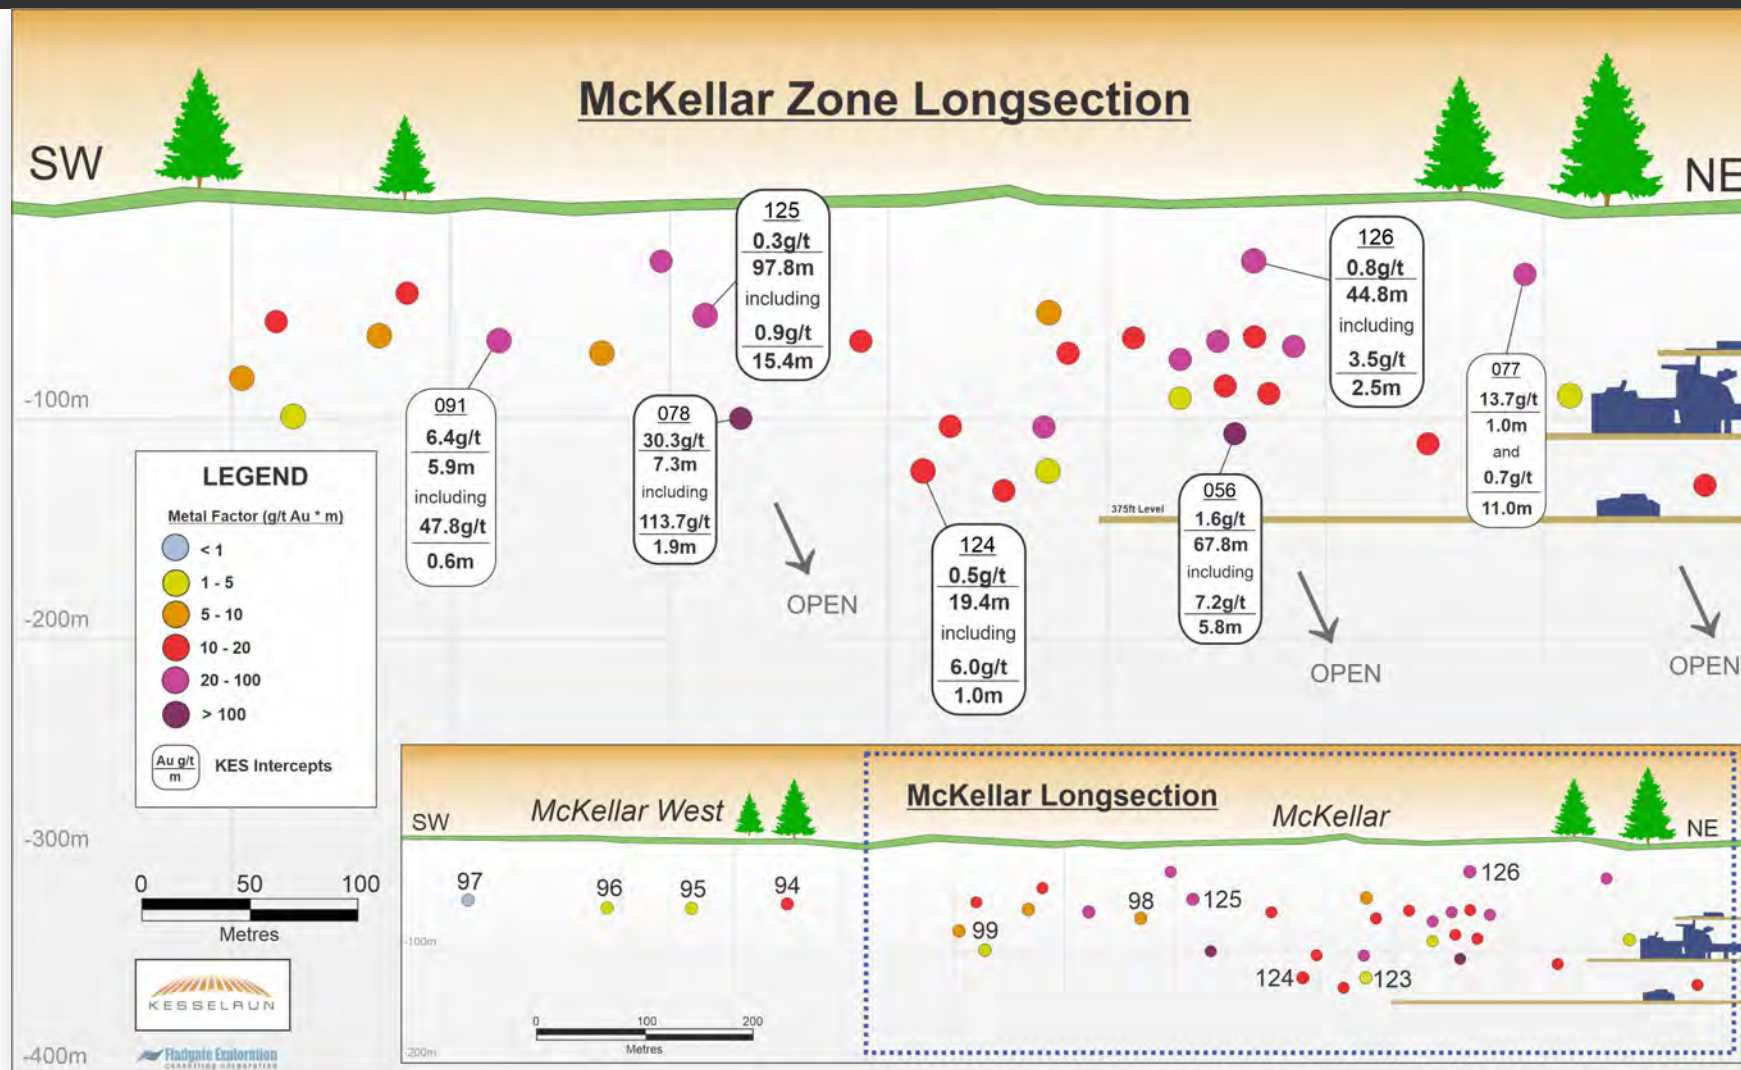 McKellar Zone Longsection
SW
NE
125
0.3g/t
97.8m
including
0.9g/t
15.4m
126
0.8g/t
44.8m
including
3.5g/t
2.5m
077
13.7g/t
1.0m
and
0.7g/t
11.0m
091
6.4g/t
5.9m
including
47.8g/t
0.6m
078
30.3g/t
7.3m
including
113.7g/t
1.9m
124
0.5g/t
19.4m
including
6.0g/t
1.0m
056
1.6g/t
67.8m
including
7.2g/t
5.8m
375ft Level
OPEN
OPEN
OPEN
-100m
-200m
-300m
-400m
LEGEND
Metal Factor (g/t Au * m)
< 1
1 - 5
5 - 10
10 - 20
20 - 100
> 100
Au g/t
m
KES Intercepts
0 50 100
Metres
KESSELRUN
Fladgate Exploration
consulting corporation
McKellar Longsection
SW
McKellar West
McKellar
NE
97
96
95
94
99
98
125
126
124
123
-100m
-200m
0 100 200
Metres